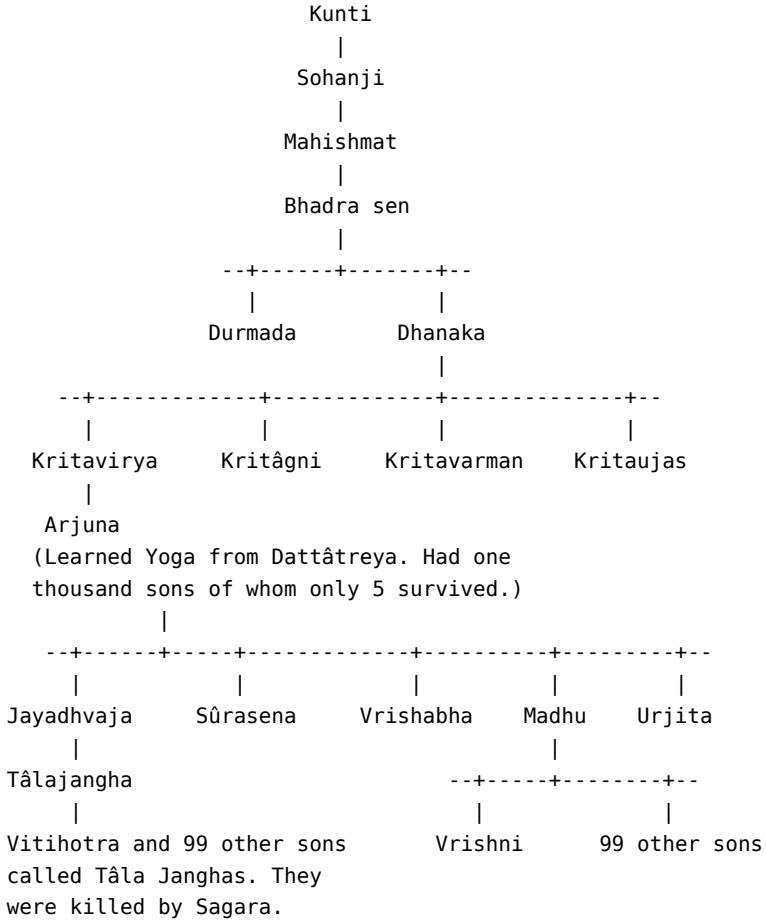 Kunti
|
Sohanji
|
Mahishmat
|
Bhadra sen
|
--+------+-------+--
| |
Durmada Dhanaka
|
--+-------------+-------------+--------------+--
| | | |
Kritavirya Kritâgni Kritavarman Kritaujas
|
Arjuna
(Learned Yoga from Dattâtreya. Had one
thousand sons of whom only 5 survived.)
|
--+------+-----+-------------+----------+---------+--
| | | | |
Jayadhvaja Sûrasena Vrishabha Madhu Urjita
| |
Tâlajangha --+-----+--------+--
| | |
Vitihotra and 99 other sons Vrishni 99 other sons
called Tâla Janghas. They
were killed by Sagara.